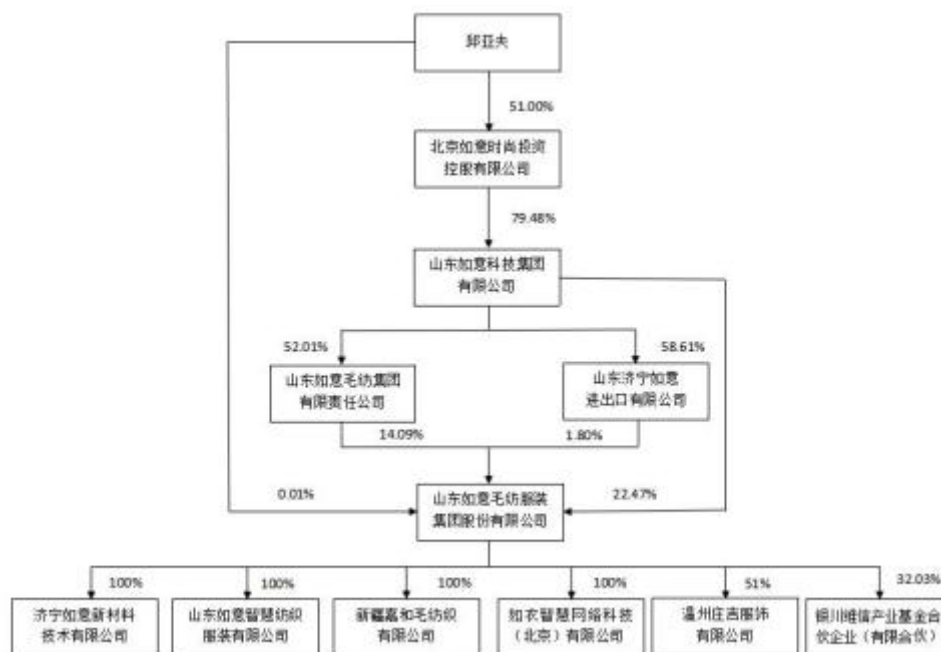 邱亚夫
51.00%
北京如意时尚投资
控股有限公司
79.48%
山东如意科技集团
有限公司
52.01%
58.61%
山东如意毛纺集团
有限责任公司
山东济宁如意
进出口有限公司
14.09%
1.80%
0.01%
山东如意毛纺服装
集团股份有限公司
22.47%
100%
100%
100%
100%
51%
32.03%
济宁如意新材料
技术有限公司
山东如意智慧纺织
服装有限公司
新疆嘉和毛纺织
有限公司
如衣智慧网络科技
（北京）有限公司
温州庄吉服饰
有限公司
银川维信产业基金合
伙企业（有限合伙）